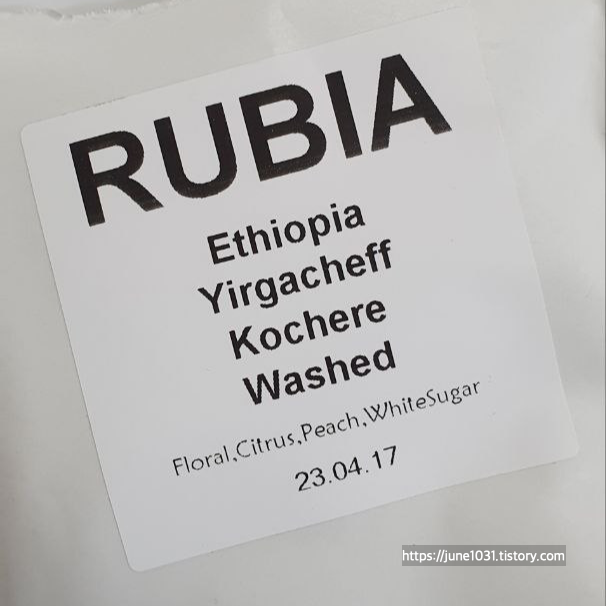 RUBIA
Ethiopia
Yirgacheff
Kochere
Washed
Floral,Citrus,Peach,WhiteSugar
23.04.17
https://june1031.tistory.com